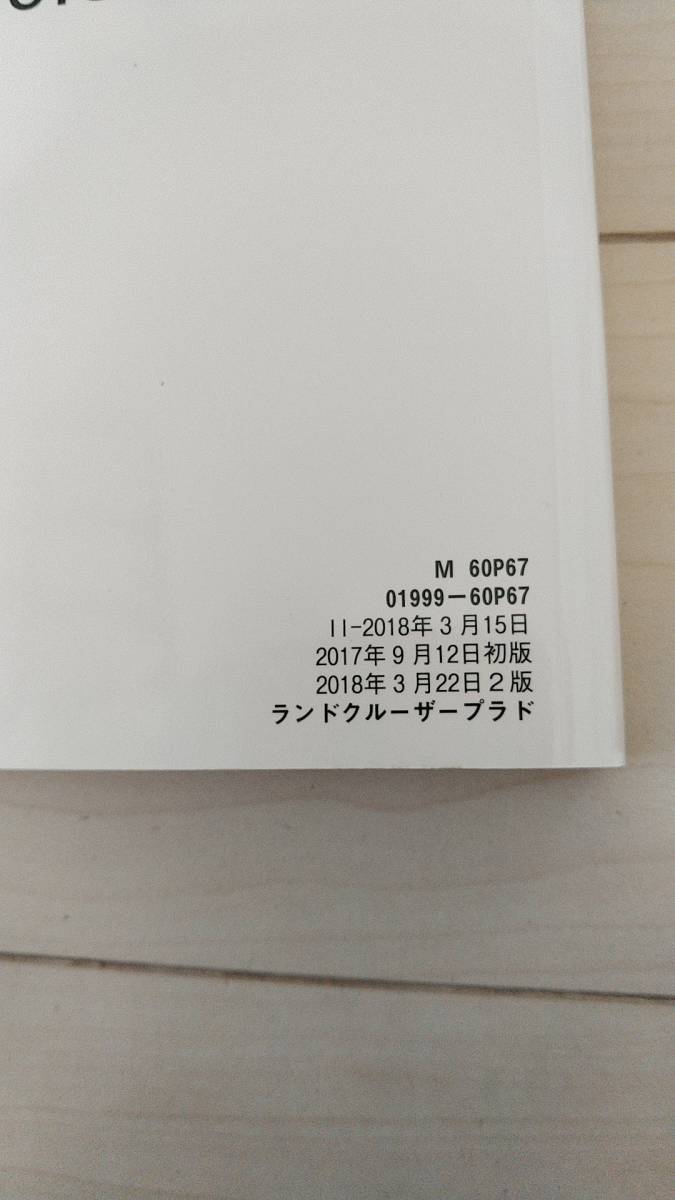 M 60P67
01999-60P67
II-2018年3月15日
2017年9月12日初版
2018年3月22日2版
ランドクルーザープラド